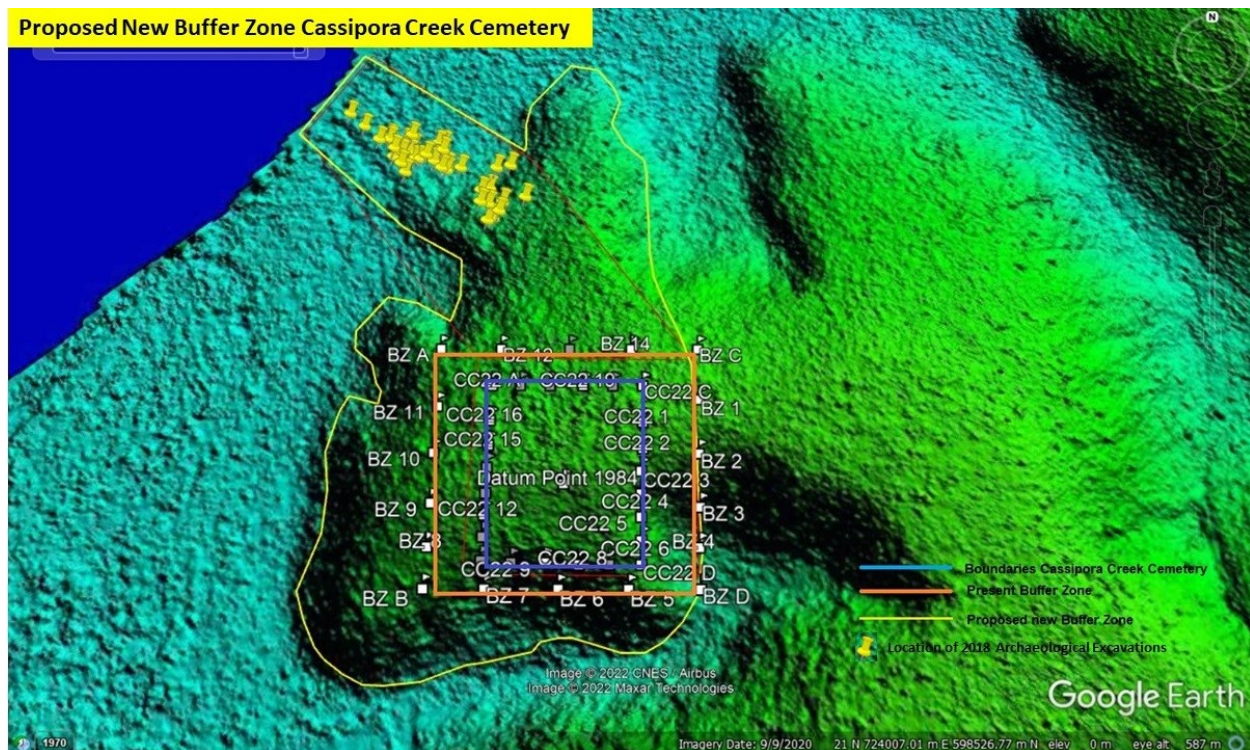 Proposed New Buffer Zone Cassipora Creek Cemetery
N
BZ A
BZ 12
BZ 14
BZ C
CC22 A
CC22 19
CC22 C
BZ 11
CC22 16
CC22 1
BZ 1
CC22 15
CC22 2
BZ 10
BZ 2
Datum Point 1984
CC22 3
BZ 9
CC22 12
CC22 4
BZ 3
CC22 5
BZ 8
CC22 6
BZ 4
CC22 8
CC22 9
CC22 D
BZ B
BZ 7
BZ 6
BZ 5
BZ D
Boundaries Cassipora Creek Cemetery
Present Buffer Zone
Proposed new Buffer Zone
Location of 2018 Archaeological Excavations
Image © 2022 CNES / Airbus
Image © 2022 Maxar Technologies
Google Earth
1970
Imagery Date: 9/9/2020 21 N 724007.01 m E 598526.77 m N elev 0 m eye alt 587 m